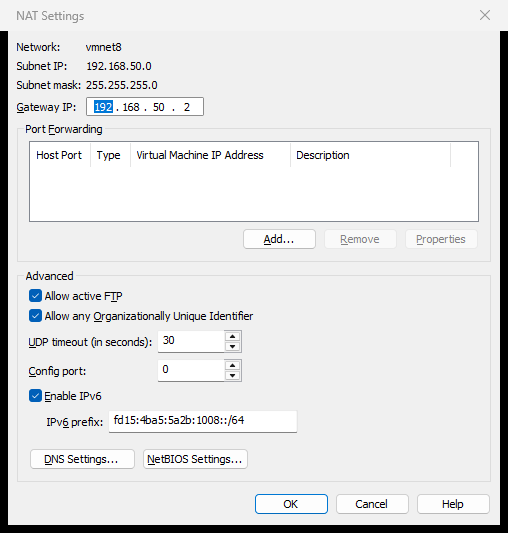 NAT Settings
Network: vmnet8
Subnet IP: 192.168.50.0
Subnet mask: 255.255.255.0
Gateway IP: 192 . 168 . 50 . 2
Port Forwarding
Host Port Type Virtual Machine IP Address Description
Add... Remove Properties
Advanced
Allow active FTP
Allow any Organizationally Unique Identifier
UDP timeout (in seconds): 30
Config port: 0
Enable IPv6
IPv6 prefix: fd15:4ba5:5a2b:1008::/64
DNS Settings... NetBIOS Settings...
OK Cancel Help